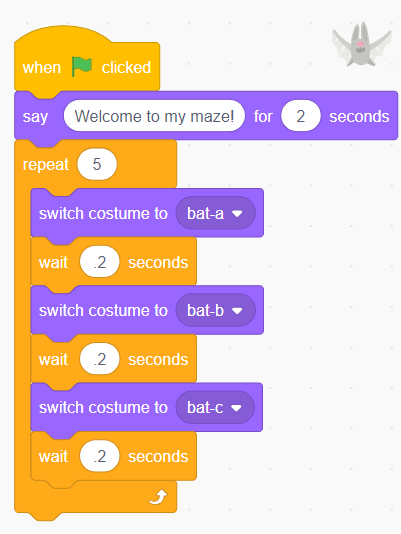 when clicked
say Welcome to my maze! for 2 seconds
repeat 5
switch costume to bat-a
wait .2 seconds
switch costume to bat-b
wait .2 seconds
switch costume to bat-c
wait .2 seconds